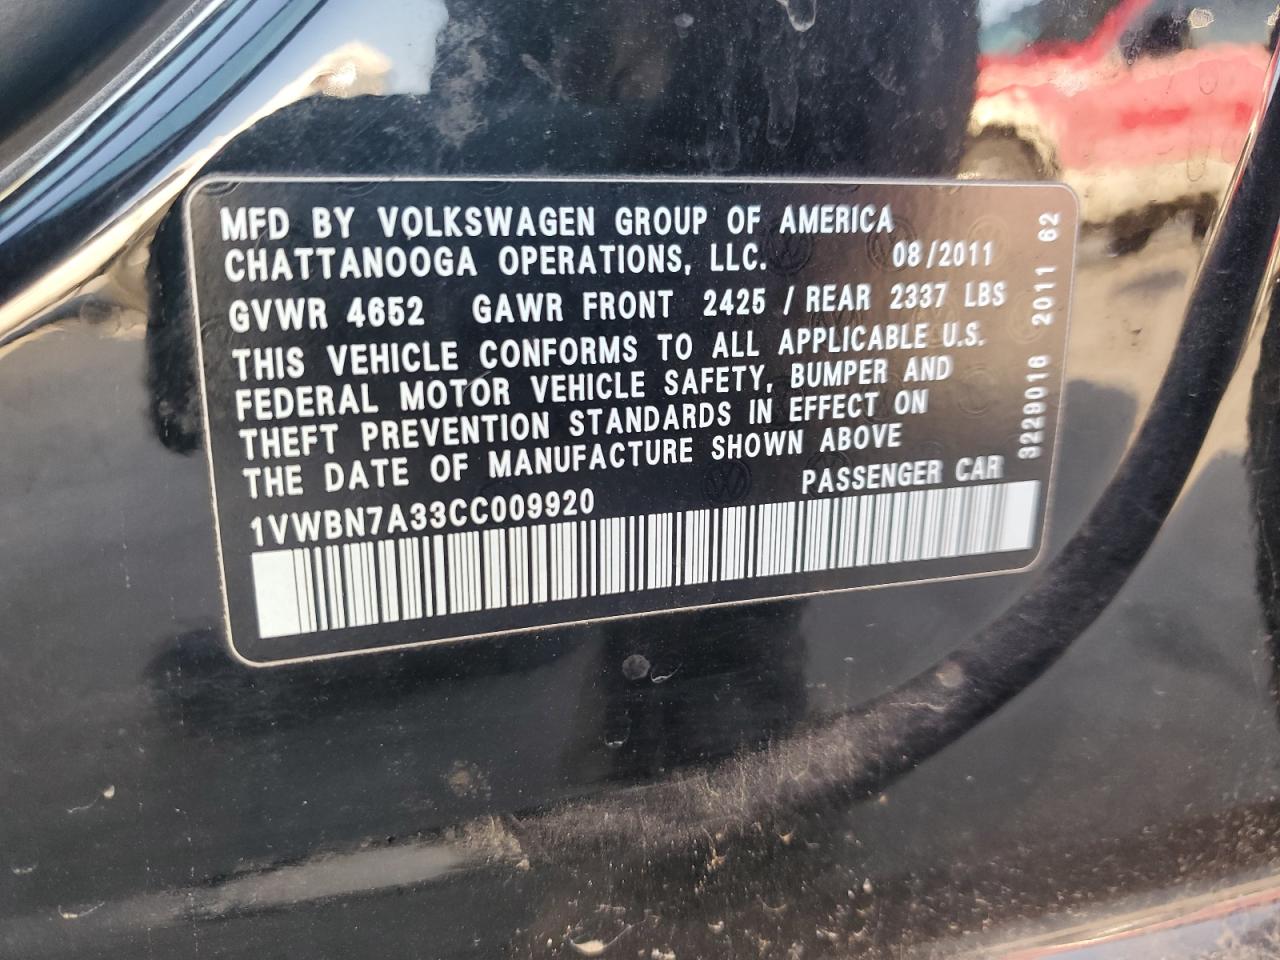 MFD BY VOLKSWAGEN GROUP OF AMERICA
CHATTANOOGA OPERATIONS, LLC. 08/2011
GVWR 4652 GAWR FRONT 2425 / REAR 2337 LBS
THIS VEHICLE CONFORMS TO ALL APPLICABLE U.S.
FEDERAL MOTOR VEHICLE SAFETY, BUMPER AND
THEFT PREVENTION STANDARDS IN EFFECT ON
THE DATE OF MANUFACTURE SHOWN ABOVE
PASSENGER CAR
1VWBN7A33CC009920
3229016 2011 62